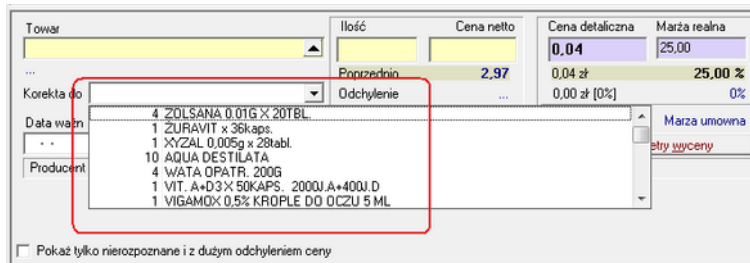 Towar
Ilość Cena netto
Cena detaliczna Marża realna
0,04 25,00
...
Poprzednio 2,97
0,04 zł 25,00 %
Korekta do
Odchylenie ...
0,00 zł [0%] 0%
Data ważn
4 ZOLSANA 0.01G X 20TBL.
1 ŻURAVIT x 36kaps.
1 XYZAL 0,005g x 28tabl.
10 AQUA DESTILATA
4 WATA OPATR. 200G
1 VIT. A+D3 X 50KAPS. 2000J.A+400J.D
1 VIGAMOX 0,5% KROPLE DO OCZU 5 ML
Marza umowna
etry wyceny
Producent
Pokaż tylko nierozpoznane i z dużym odchyleniem ceny